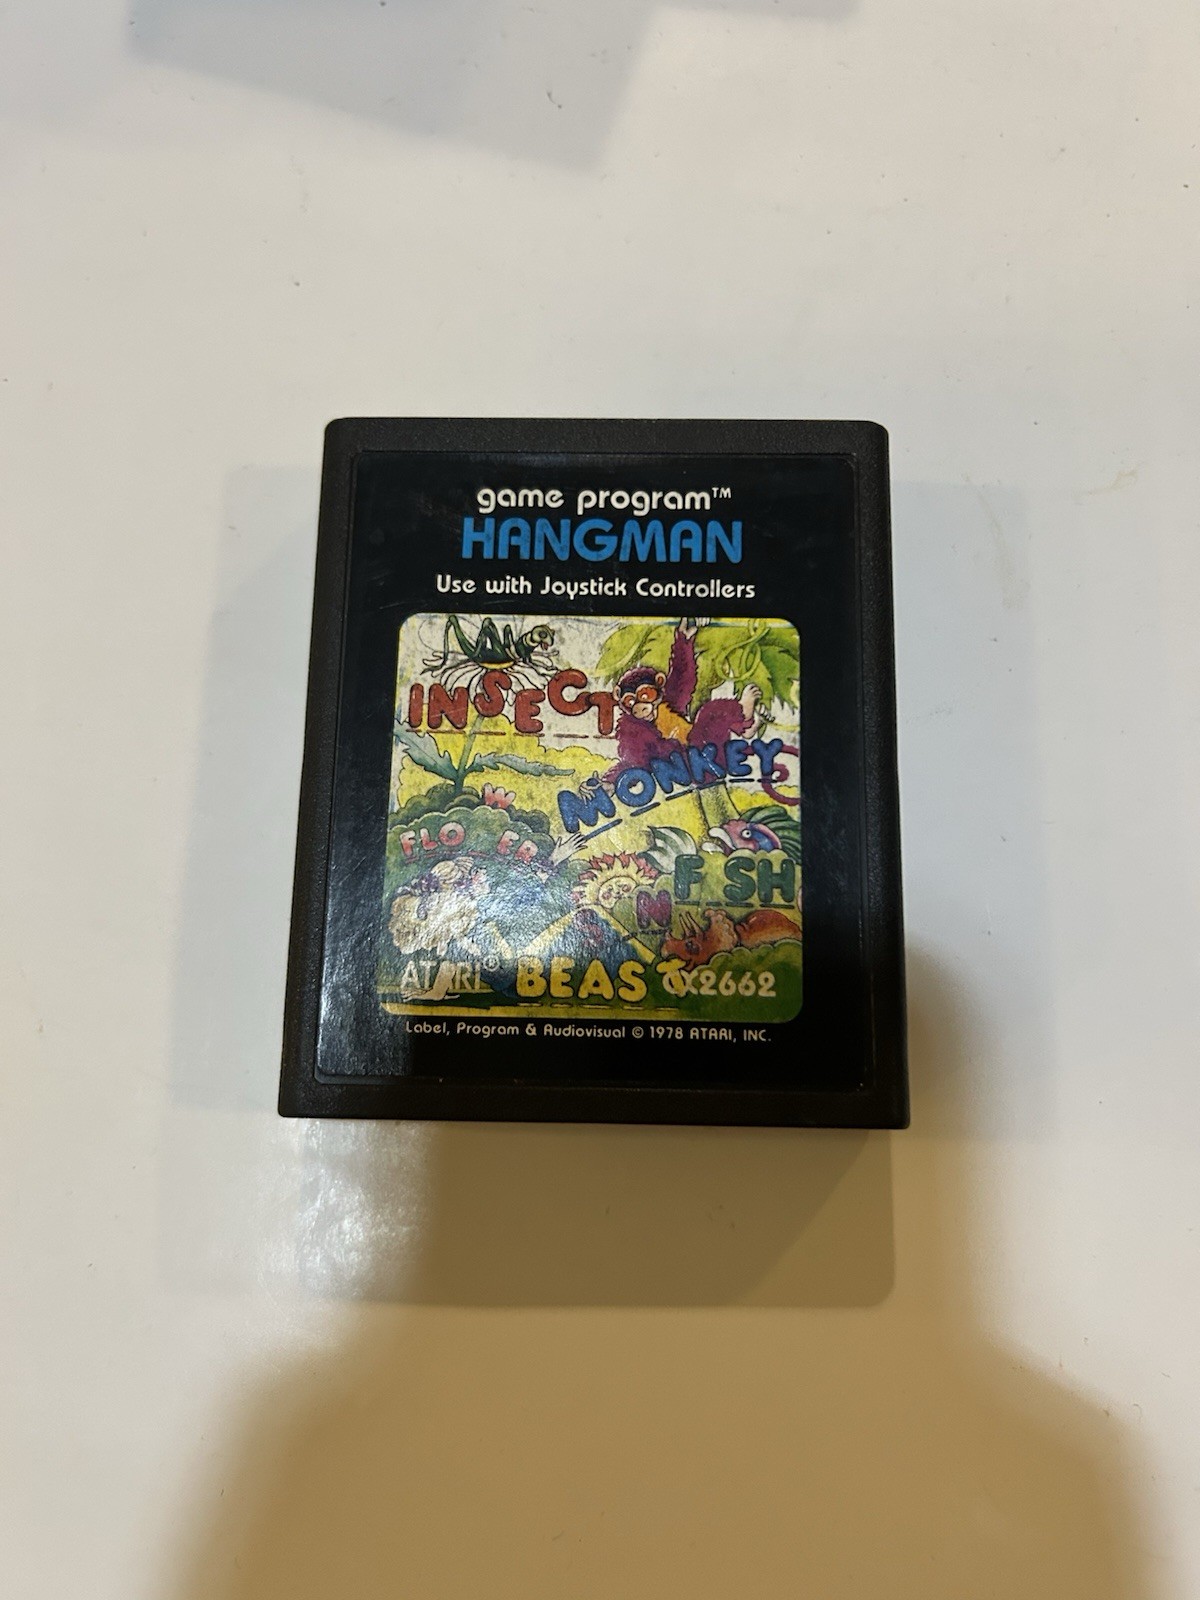 game program™
HANGMAN
Use with Joystick Controllers
INSECT
MONKEY
W
FLO ER
F SH
S N
ATARI® BEAST CX2662
Label, Program & Audiovisual © 1978 ATARI, INC.